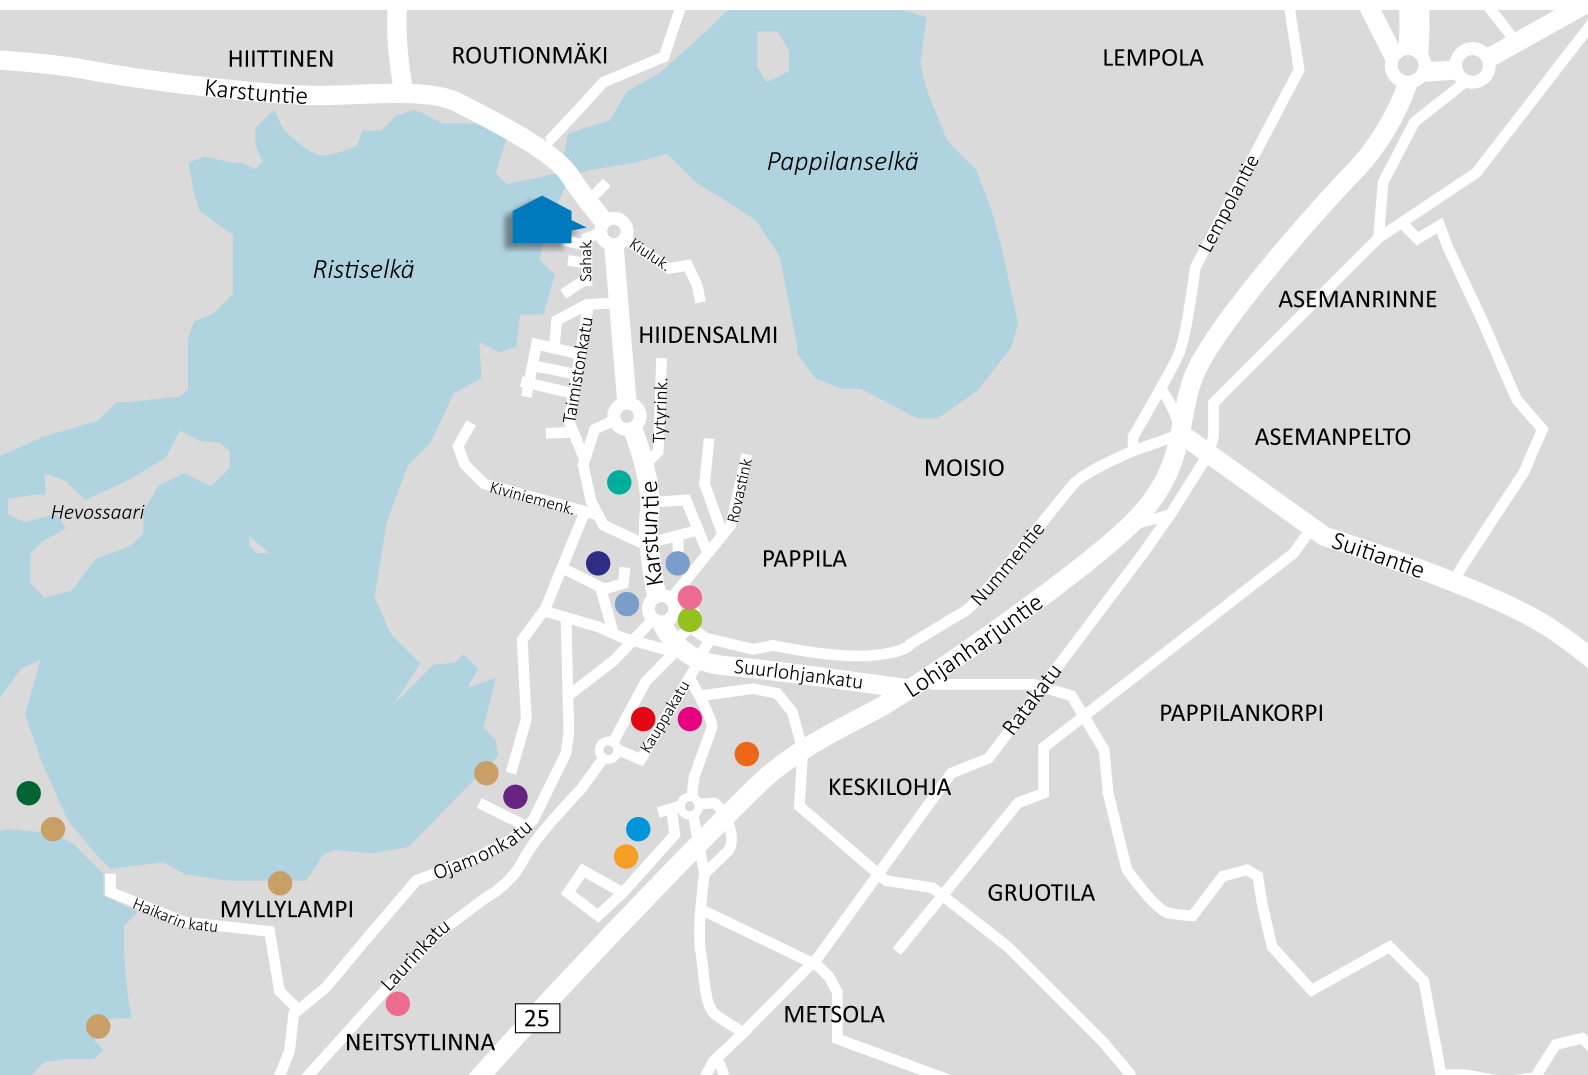 HIITTINEN
ROUTIONMÄKI
LEMPOLA
Karstuntie
Pappilanselkä
Lempolantie
Ristiselkä
Sahak.
Kiuluk.
ASEMANRINNE
HIIDENSALMI
Taimistonkatu
Tytyrink.
ASEMANPELTO
MOISIO
Kiviniemenk.
Rovastink
Hevossaari
Karstuntie
PAPPILA
Nummentie
Suitiantie
Lohjanharjuntie
Suurlohjankatu
Ratakatu
Kauppakatu
PAPPILANKORPI
KESKILOHJA
Ojamonkatu
GRUOTILA
MYLLYLAMPI
Haikarin katu
Laurinkatu
METSOLA
25
NEITSYTLINNA